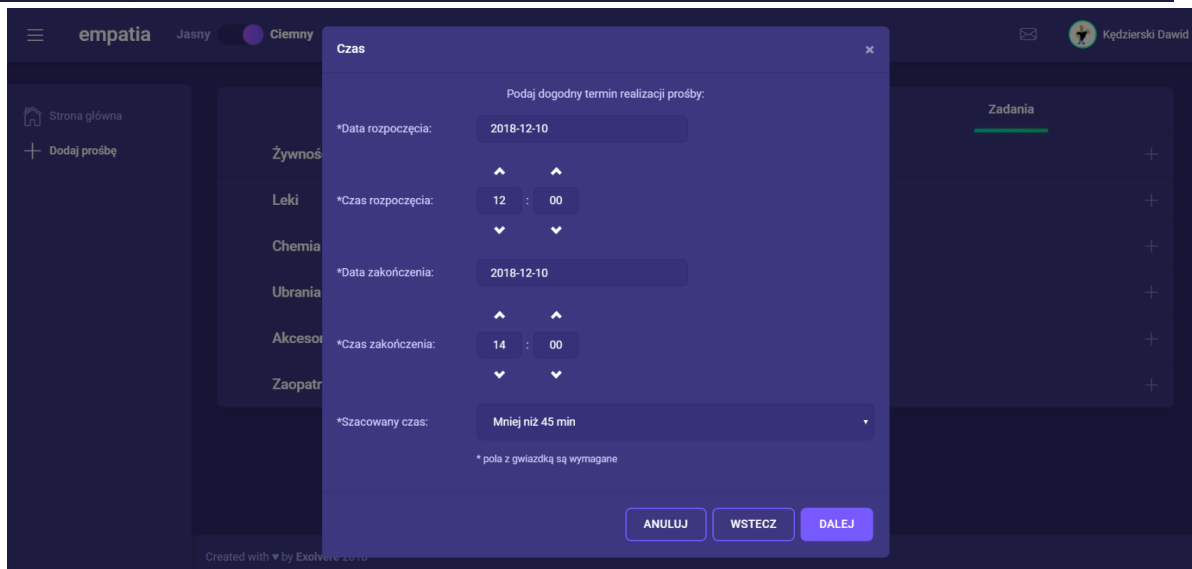 empatia Jasny Ciemny
Kędzierski Dawid
Strona główna
Dodaj prośbę
Zadania
Żywnoś
Leki
Chemia
Ubrania
Akcesor
Zaopatr
Czas ×
Podaj dogodny termin realizacji prośby:
*Data rozpoczęcia: 2018-12-10
*Czas rozpoczęcia: 12 : 00
*Data zakończenia: 2018-12-10
*Czas zakończenia: 14 : 00
*Szacowany czas: Mniej niż 45 min
* pola z gwiazdką są wymagane
ANULUJ WSTECZ DALEJ
Created with ♥ by Exolvere 2018